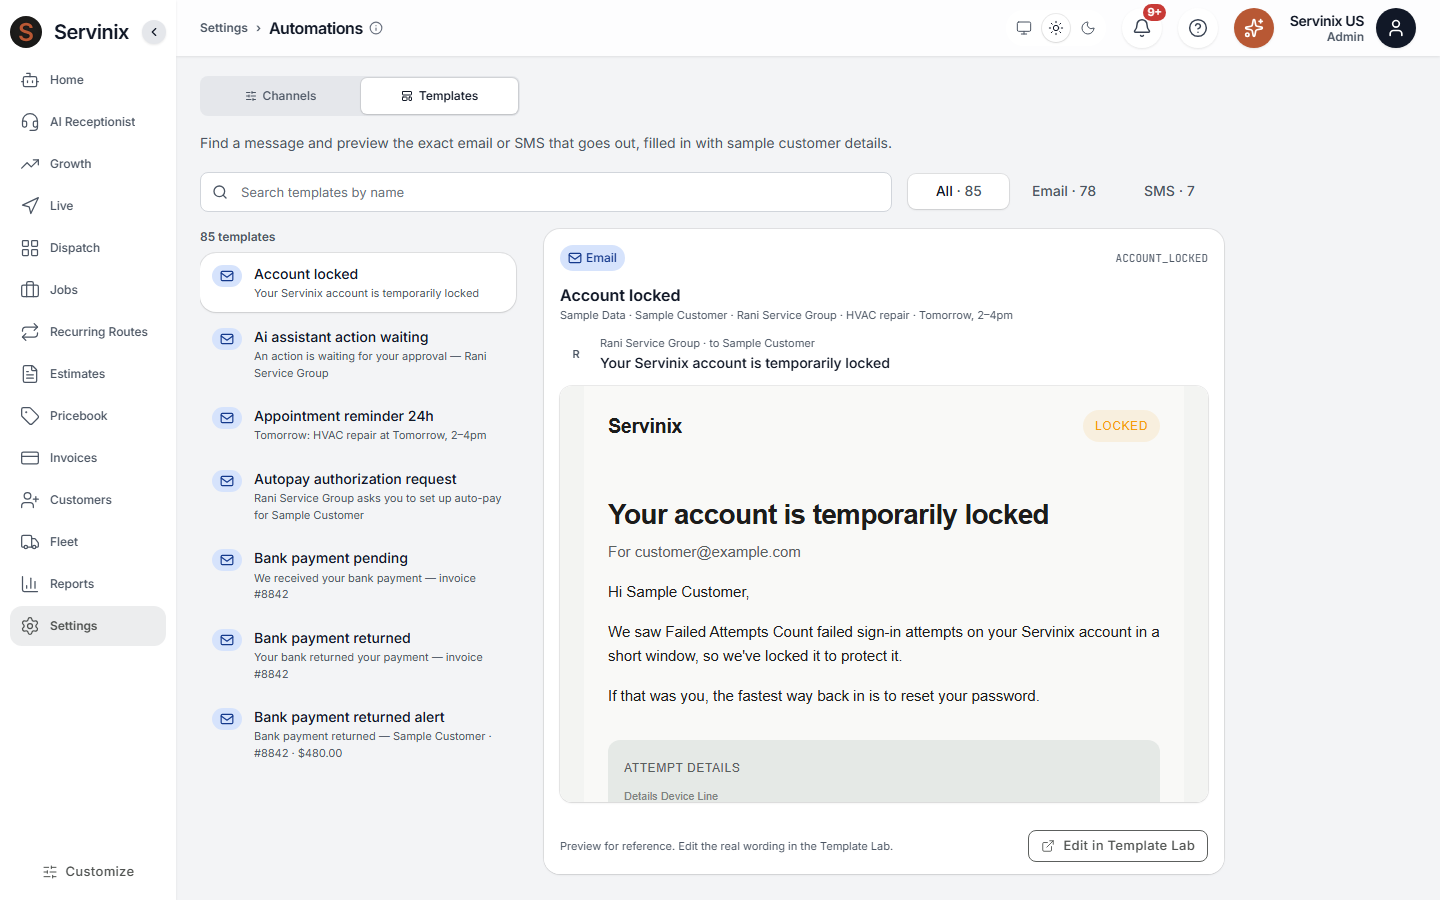 S Servinix
Home
AI Receptionist
Growth
Live
Dispatch
Jobs
Recurring Routes
Estimates
Pricebook
Invoices
Customers
Fleet
Reports
Settings
Customize
Settings › Automations
9+
Servinix US
Admin
Channels
Templates
Find a message and preview the exact email or SMS that goes out, filled in with sample customer details.
Search templates by name
All · 85
Email · 78
SMS · 7
85 templates
Account locked
Your Servinix account is temporarily locked
Ai assistant action waiting
An action is waiting for your approval — Rani
Service Group
Appointment reminder 24h
Tomorrow: HVAC repair at Tomorrow, 2–4pm
Autopay authorization request
Rani Service Group asks you to set up auto-pay
for Sample Customer
Bank payment pending
We received your bank payment — invoice
#8842
Bank payment returned
Your bank returned your payment — invoice
#8842
Bank payment returned alert
Bank payment returned — Sample Customer ·
#8842 · $480.00
Email
ACCOUNT_LOCKED
Account locked
Sample Data · Sample Customer · Rani Service Group · HVAC repair · Tomorrow, 2–4pm
R
Rani Service Group · to Sample Customer
Your Servinix account is temporarily locked
Servinix
LOCKED
Your account is temporarily locked
For customer@example.com
Hi Sample Customer,
We saw Failed Attempts Count failed sign-in attempts on your Servinix account in a
short window, so we've locked it to protect it.
If that was you, the fastest way back in is to reset your password.
ATTEMPT DETAILS
Details Device Line
Preview for reference. Edit the real wording in the Template Lab.
Edit in Template Lab